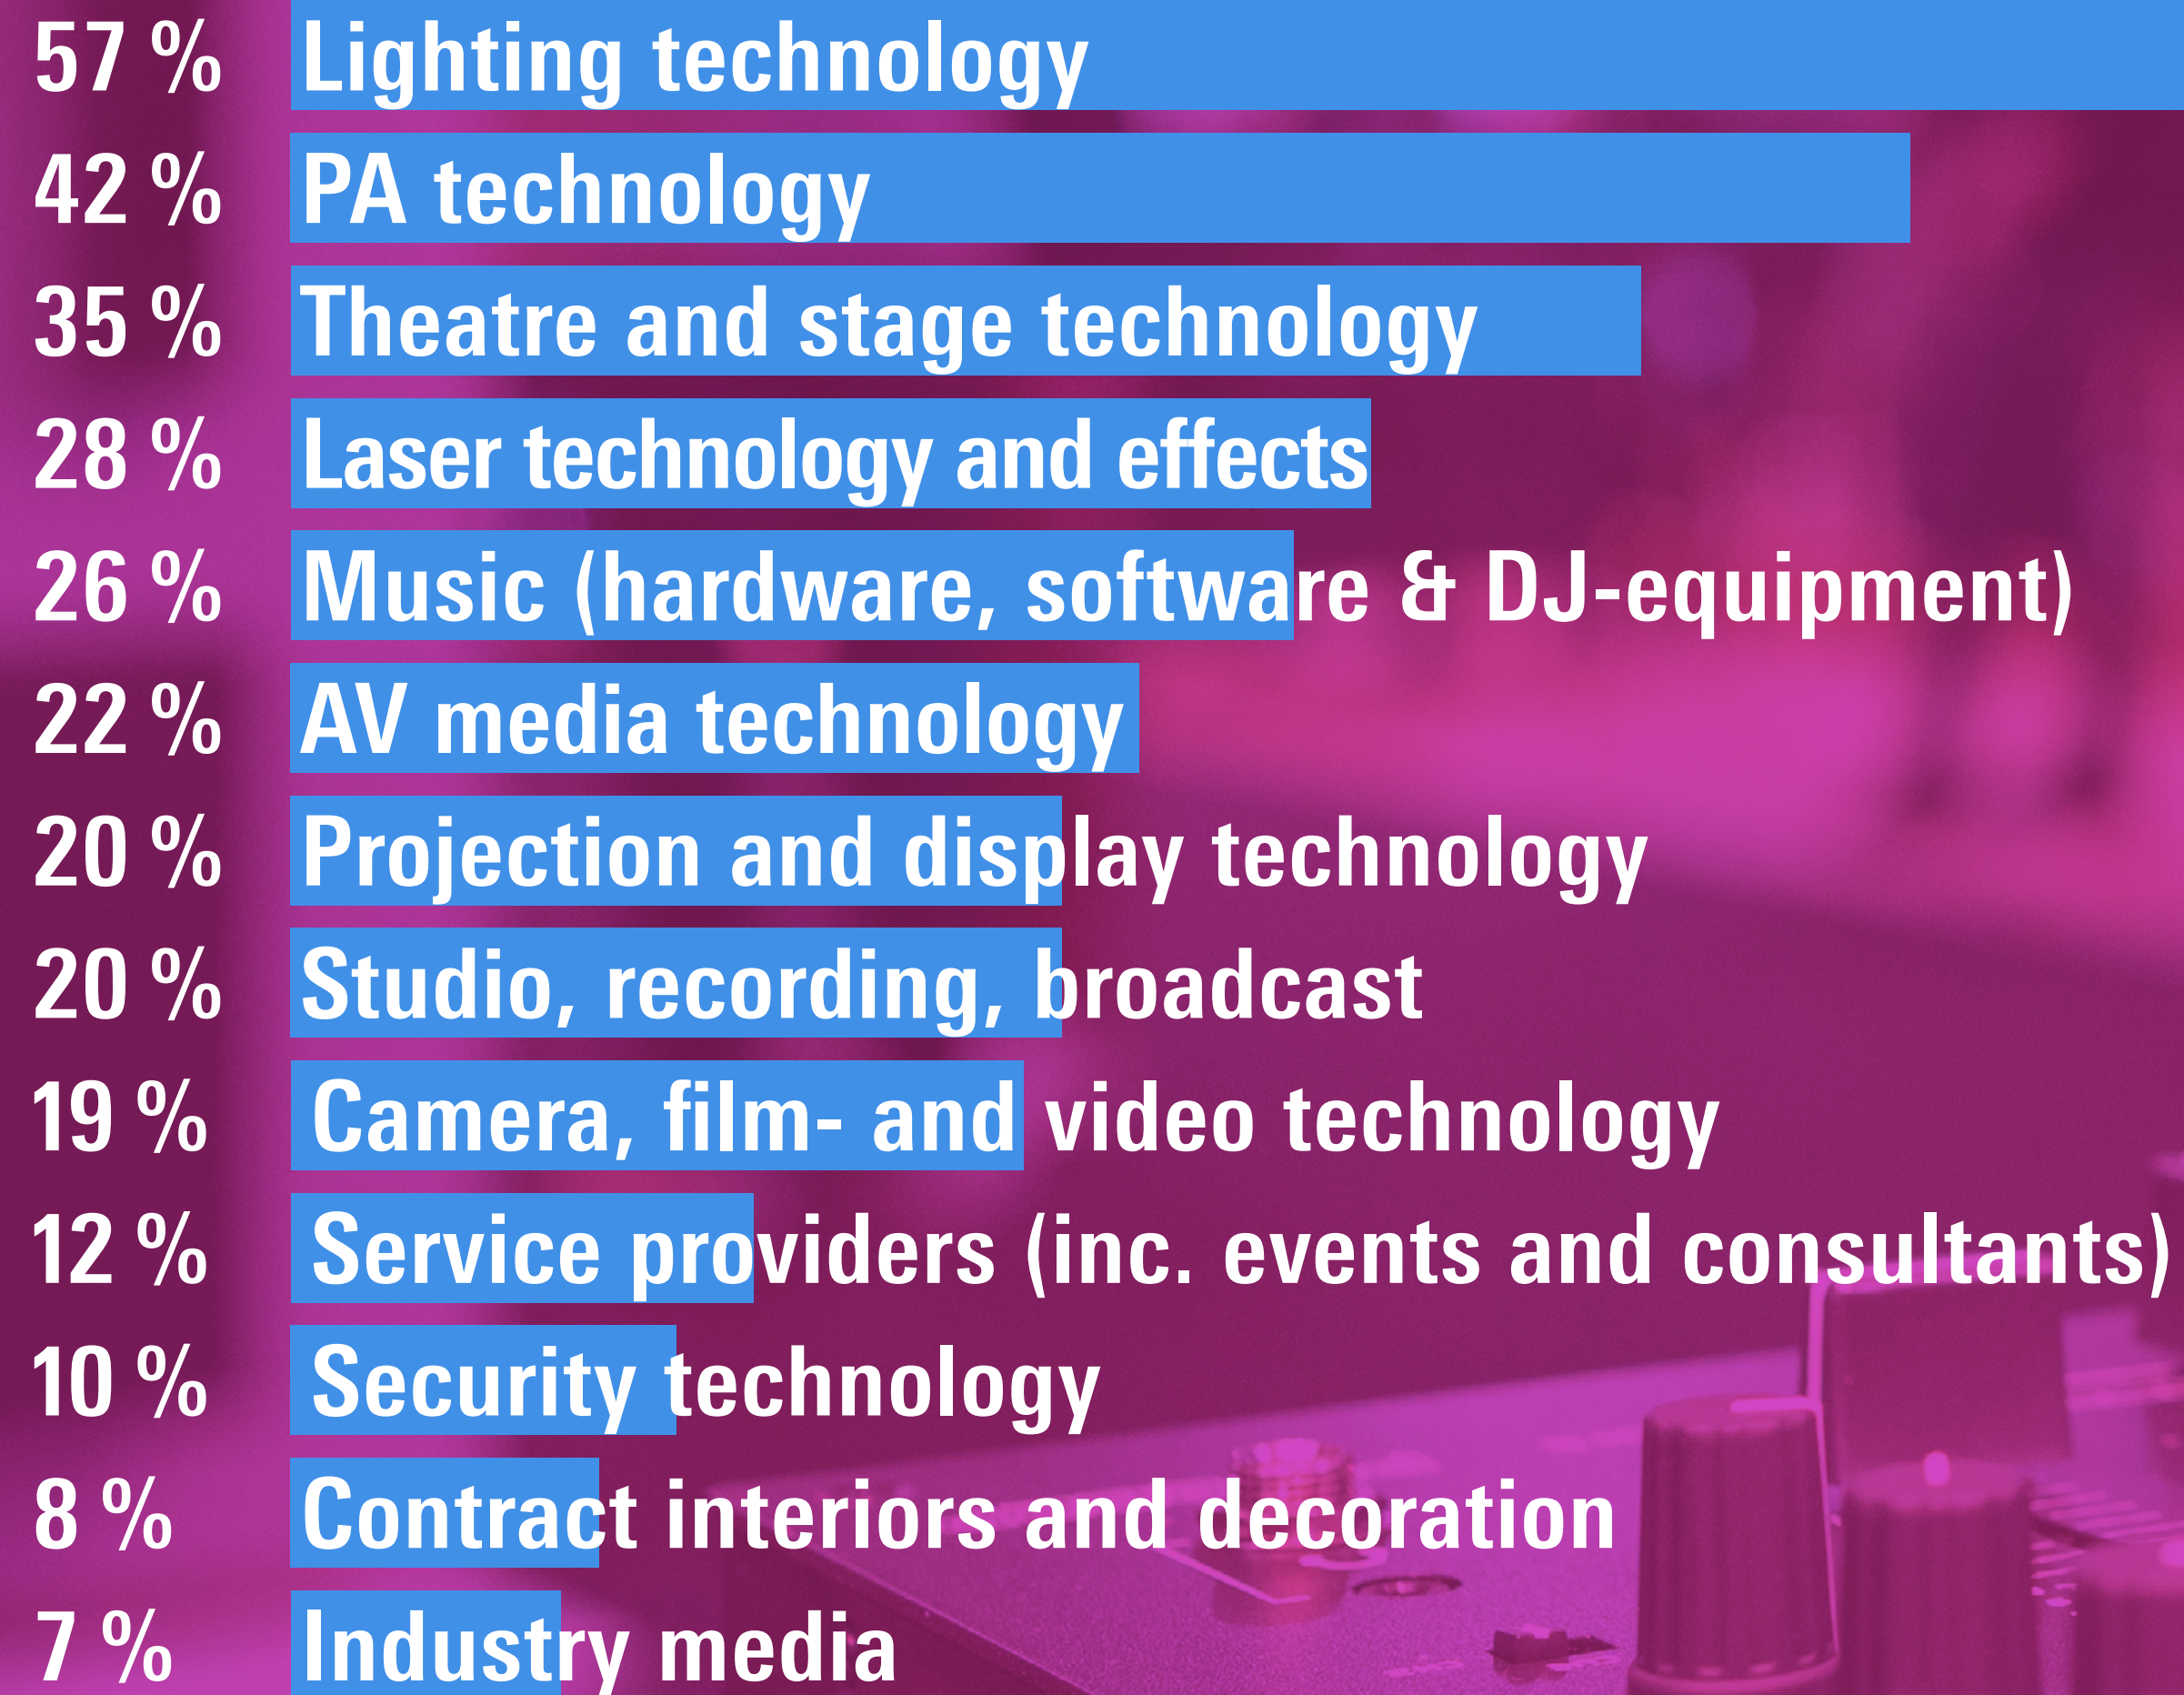 57 % Lighting technology
42 % PA technology
35 % Theatre and stage technology
28 % Laser technology and effects
26 % Music (hardware, software & DJ-equipment)
22 % AV media technology
20 % Projection and display technology
20 % Studio, recording, broadcast
19 % Camera, film- and video technology
12 % Service providers (inc. events and consultants)
10 % Security technology
8 % Contract interiors and decoration
7 % Industry media